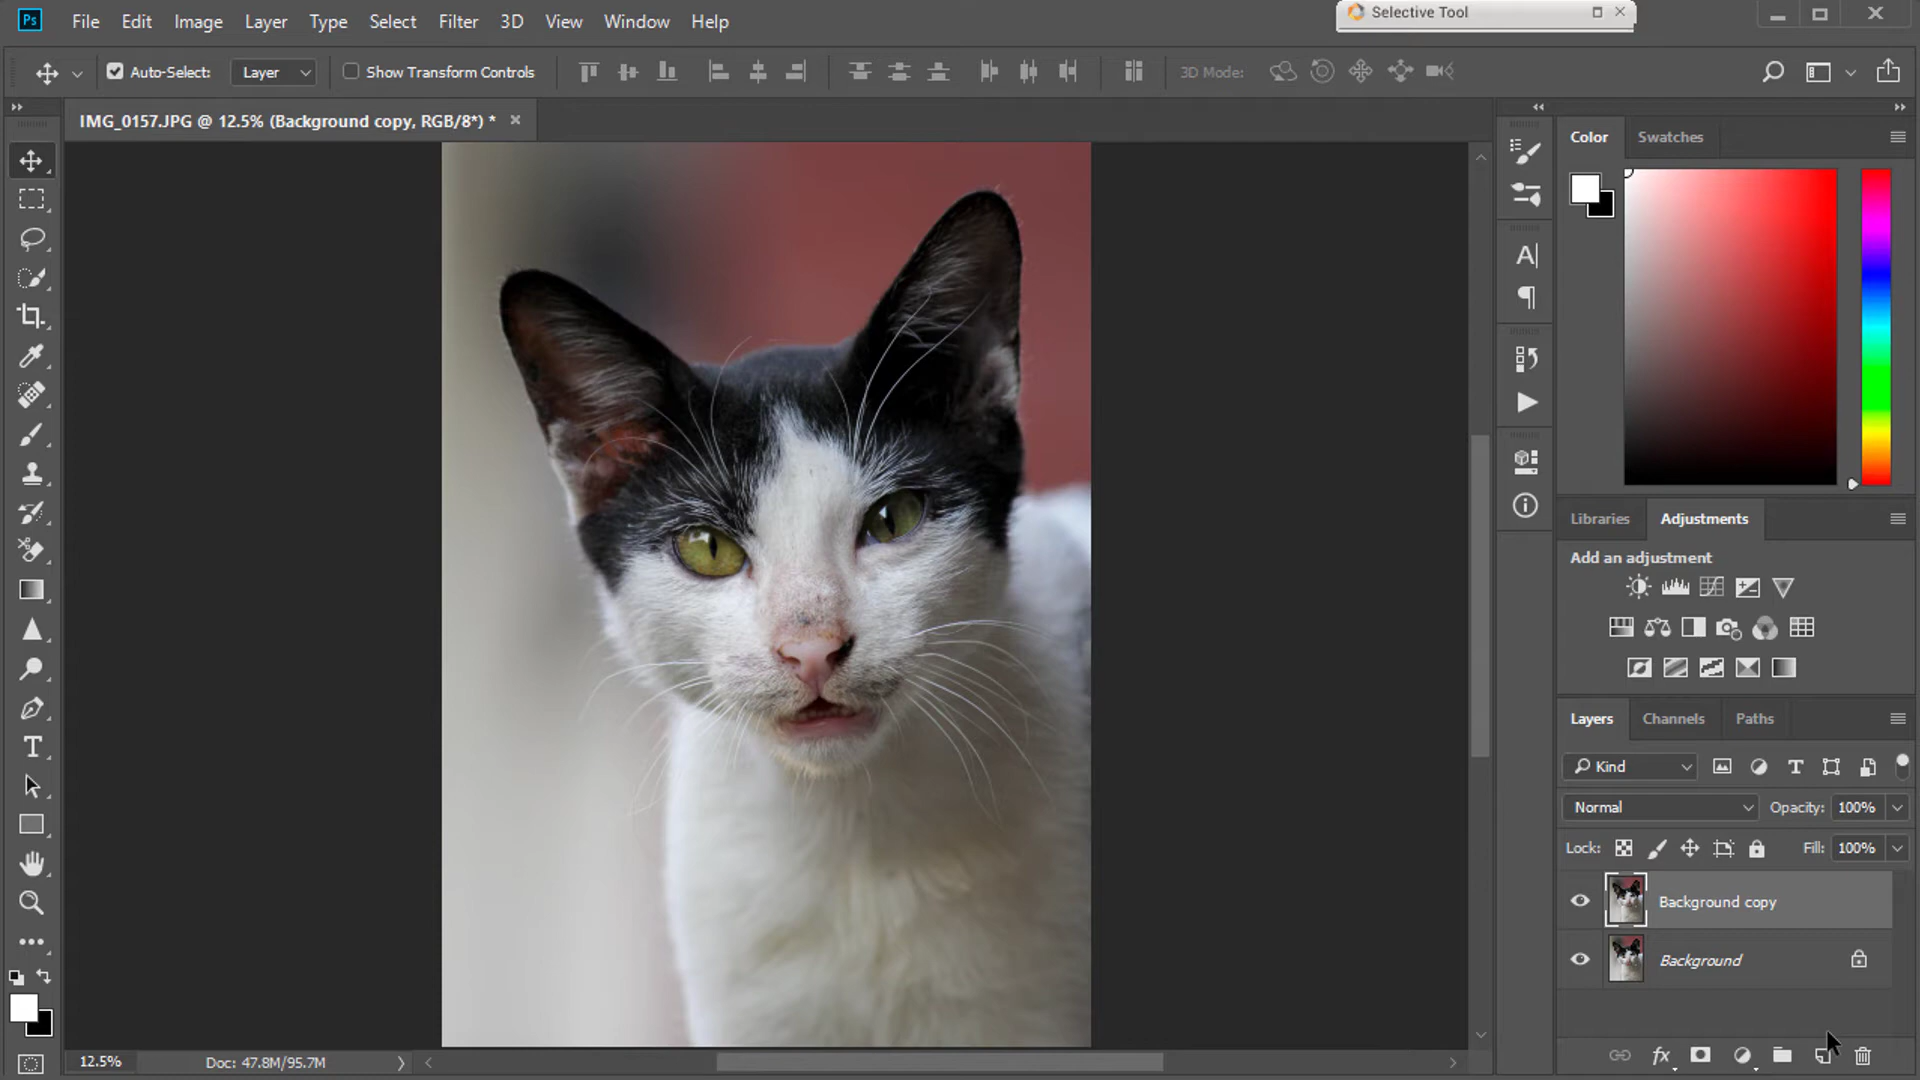 Ps File Edit Image Layer Type Select Filter 3D View Window Help
Selective Tool
Auto-Select: Layer Show Transform Controls 3D Mode:
IMG_0157.JPG @ 12.5% (Background copy, RGB/8*) *
Color Swatches
Libraries Adjustments
Add an adjustment
Layers Channels Paths
Kind
Normal Opacity: 100%
Lock: Fill: 100%
Background copy
Background
12.5% Doc: 47.8M/95.7M
fx